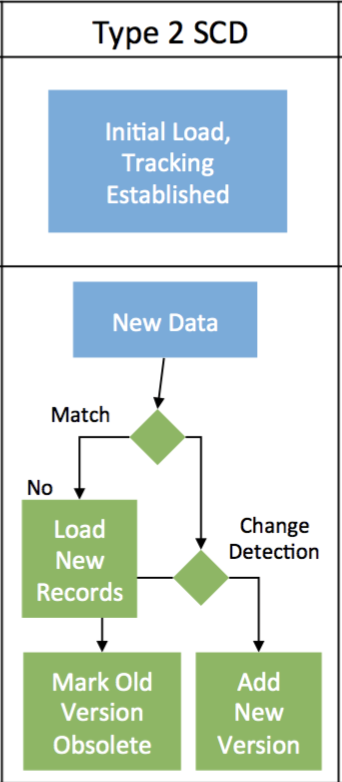 Type 2 SCD
Initial Load,
Tracking
Established
New Data
Match
No
Load
New
Records
Change
Detection
Mark Old
Version
Obsolete
Add
New
Version